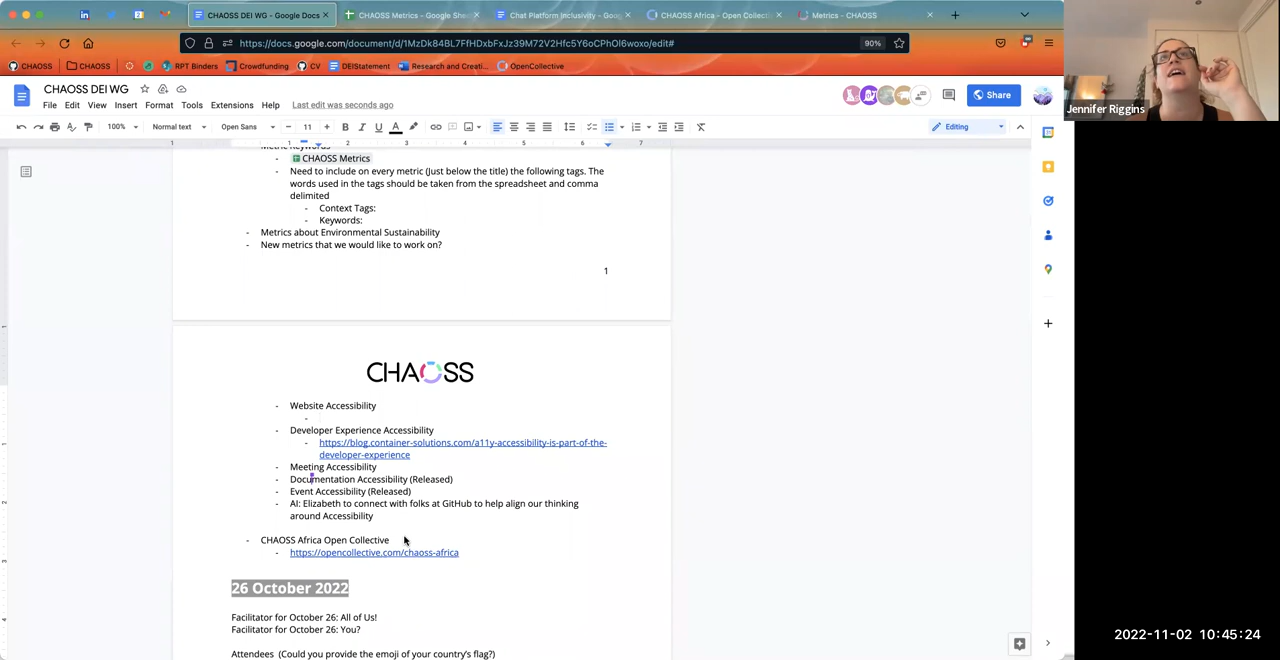 CHAOSS DEI WG - Google Docs
CHAOSS Metrics - Google She
Chat Platform Inclusivity - Goo
CHAOSS Africa - Open Collecti
Metrics - CHAOSS
https://docs.google.com/document/d/1MzDk84BL7FfHDxbFxJz39M72V2Hfc5Y6oCPhOl6woxo/edit#
90%
CHAOSS
CHAOSS
RPT Binders
Crowdfunding
CV
DEIStatement
Research and Creati...
OpenCollective
CHAOSS DEI WG
File Edit View Insert Format Tools Extensions Help Last edit was seconds ago
Share
100% Normal text Open Sans 11 Editing
Metric Keywords
CHAOSS Metrics
- Need to include on every metric (Just below the title) the following tags. The
words used in the tags should be taken from the spreadsheet and comma
delimited
- Context Tags:
- Keywords:
- Metrics about Environmental Sustainability
- New metrics that we would like to work on?
1
CHAOSS
- Website Accessibility
-
- Developer Experience Accessibility
- https://blog.container-solutions.com/a11y-accessibility-is-part-of-the-
developer-experience
- Meeting Accessibility
- Documentation Accessibility (Released)
- Event Accessibility (Released)
- AI: Elizabeth to connect with folks at GitHub to help align our thinking
around Accessibility
- CHAOSS Africa Open Collective
- https://opencollective.com/chaoss-africa
26 October 2022
Facilitator for October 26: All of Us!
Facilitator for October 26: You?
Attendees (Could you provide the emoji of your country's flag?)
Jennifer Riggins
2022-11-02 10:45:24